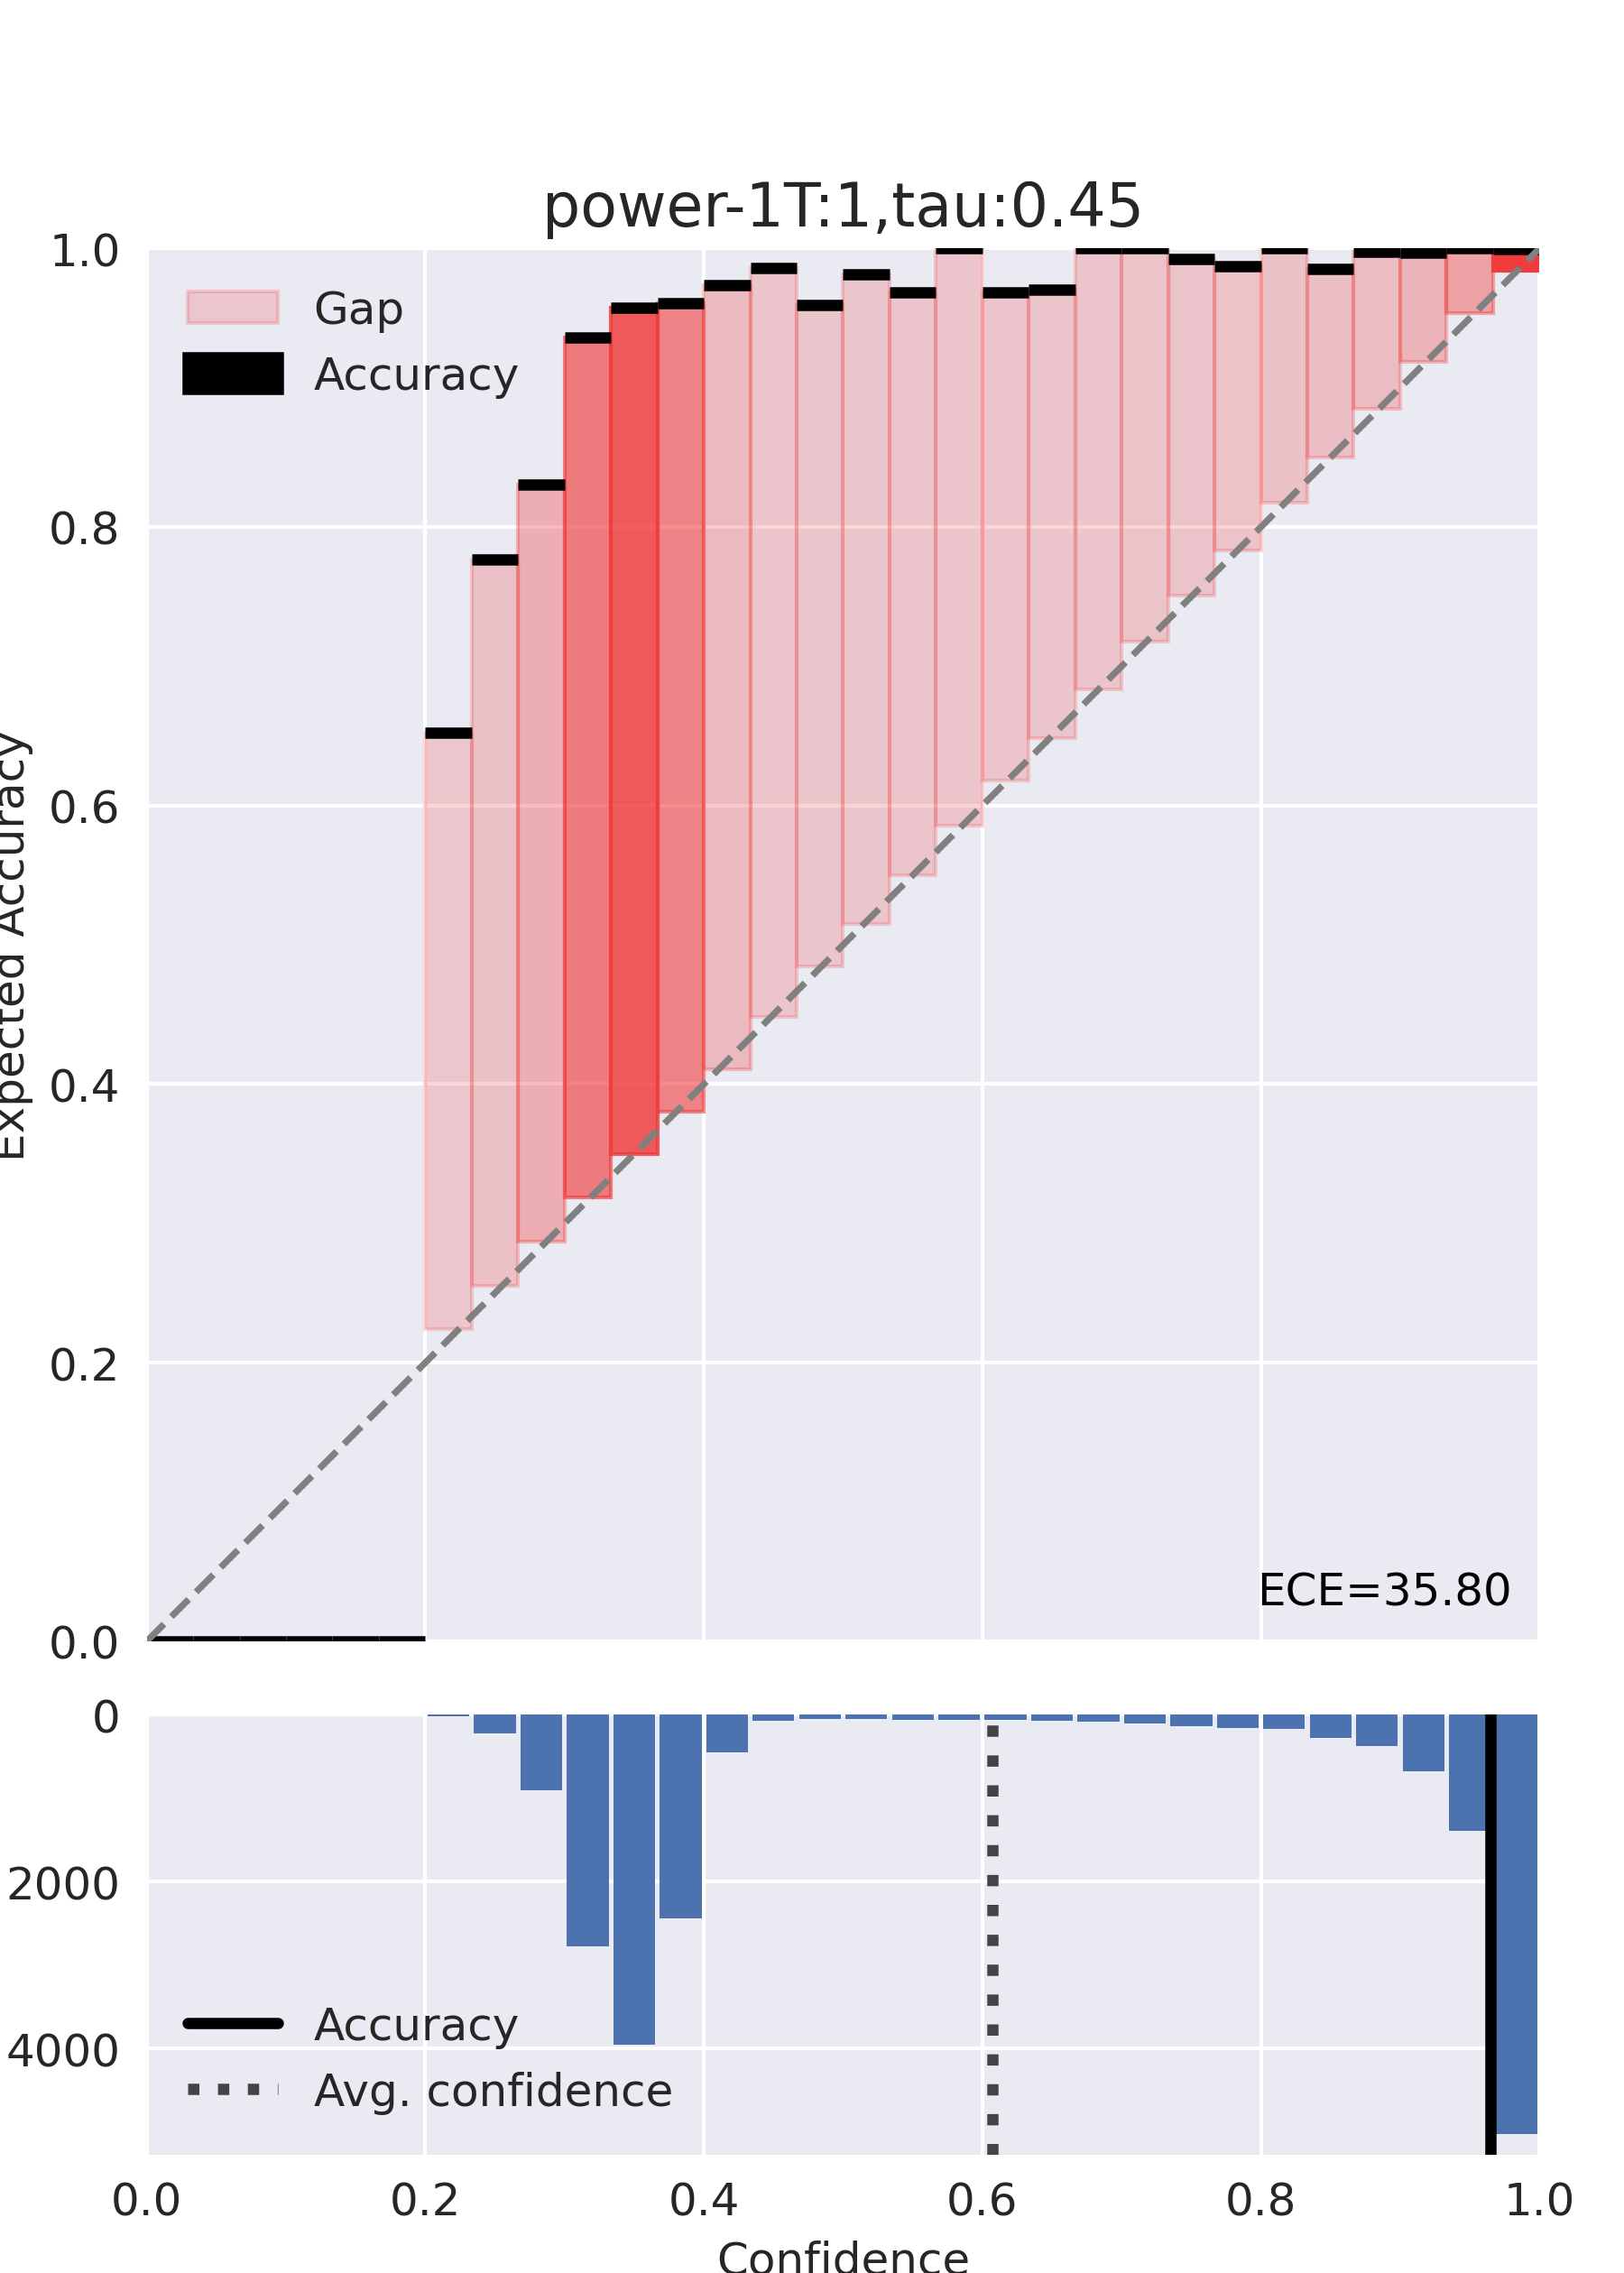 power-1T:1,tau:0.45
1.0
Gap
Accuracy
0.8
0.6
Expected Accuracy
0.4
0.2
ECE=35.80
0.0
0
2000
Accuracy
4000
Avg. confidence
0.0 0.2 0.4 0.6 0.8 1.0
Confidence